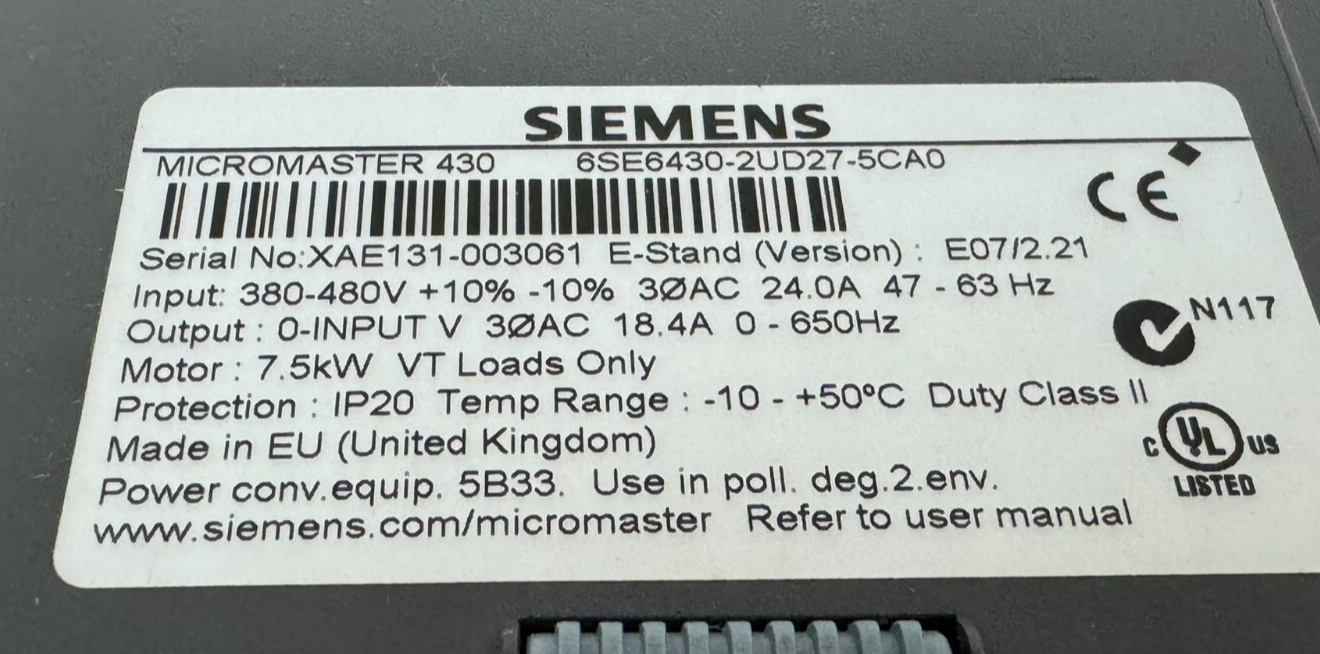 SIEMENS
MICROMASTER 430 6SE6430-2UD27-5CA0
CE
Serial No:XAE131-003061 E-Stand (Version) : E07/2.21
Input: 380-480V +10% -10% 3ØAC 24.0A 47 - 63 Hz
N117
Output : 0-INPUT V 3ØAC 18.4A 0 - 650Hz
Motor : 7.5kW VT Loads Only
Protection : IP20 Temp Range : -10 - +50ºC Duty Class II
Made in EU (United Kingdom)
C UL US
LISTED
Power conv.equip. 5B33. Use in poll. deg.2.env.
www.siemens.com/micromaster Refer to user manual